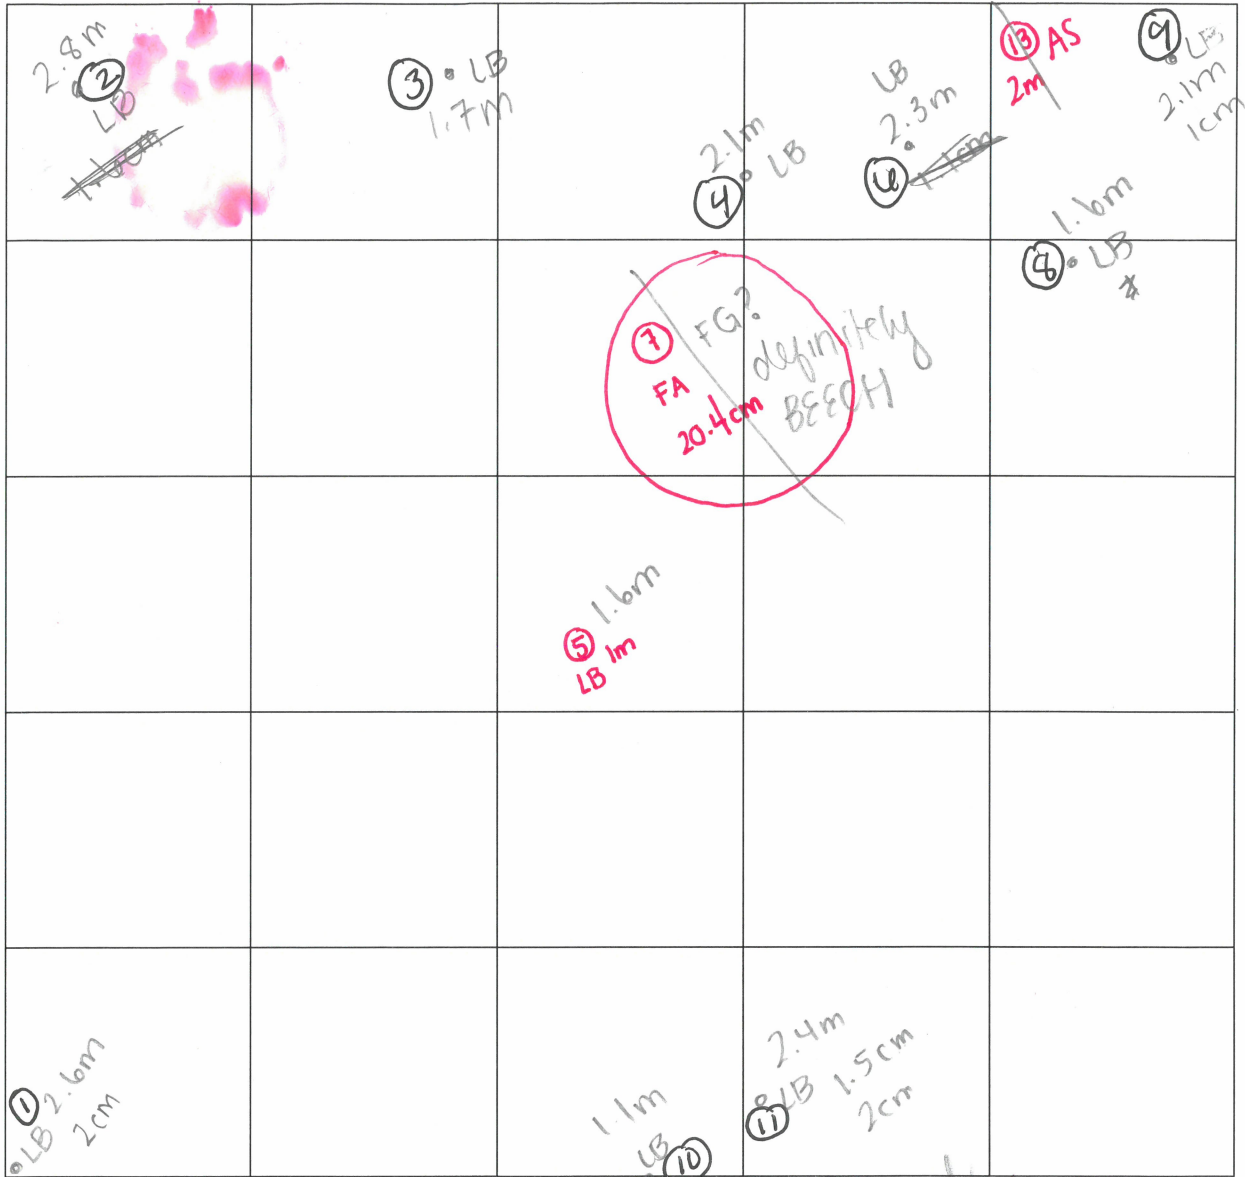 2.8m
2
LB
3 LB
1.7m
2.1m
4 LB
LB
2.3m
6
13 AS
2m
9 LB
2.1m
1cm
1.6m
8 LB
*
7
FA
20.4cm
FG?
definitely
BEECH
1.6m
5 1m
LB
1 2.6m
LB 2cm
1.1m
LB 10
2.4m
11 LB 1.5cm
2cm